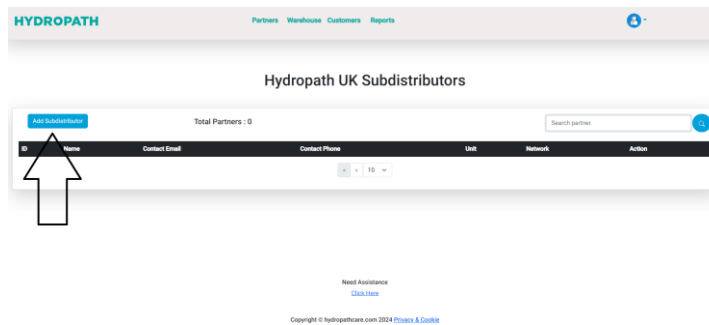 HYDROPATH
Partners Warehouse Customers Reports
Hydropath UK Subdistributors
Add Subdistributor
Total Partners : 0
Search partner.
ID Name Contact Email Contact Phone Unit Network Action
« » 10
Need Assistance
Click Here
Copyright © hydropathcare.com 2024 Privacy & Cookie